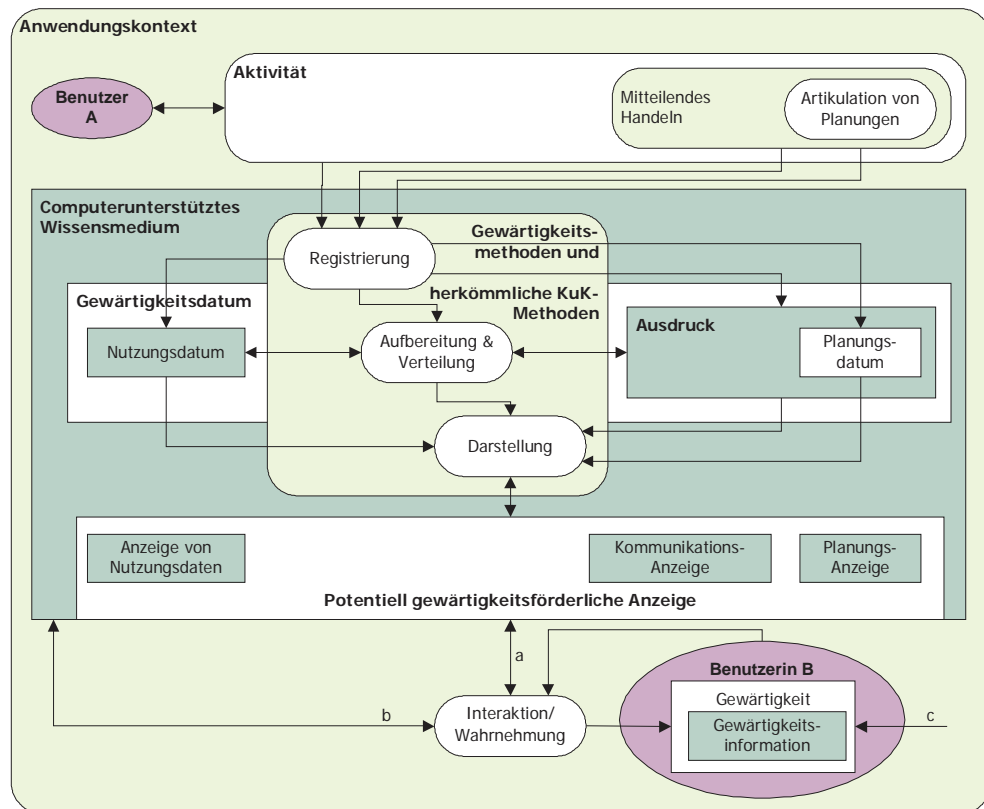 Anwendungskontext
Aktivität
Benutzer
A
Mitteilendes
Handeln
Artikulation von
Planungen
Computerunterstütztes
Wissensmedium
Gewärtigkeits-
methoden und
Registrierung
herkömmliche KuK-
Methoden
Gewärtigkeitsdatum
Nutzungsdatum
Aufbereitung &
Verteilung
Ausdruck
Planungs-
datum
Darstellung
Anzeige von
Nutzungsdaten
Kommunikations-
Anzeige
Planungs-
Anzeige
Potentiell gewärtigkeitsförderliche Anzeige
a
b
Interaktion/
Wahrnehmung
Benutzerin B
Gewärtigkeit
Gewärtigkeits-
information
c